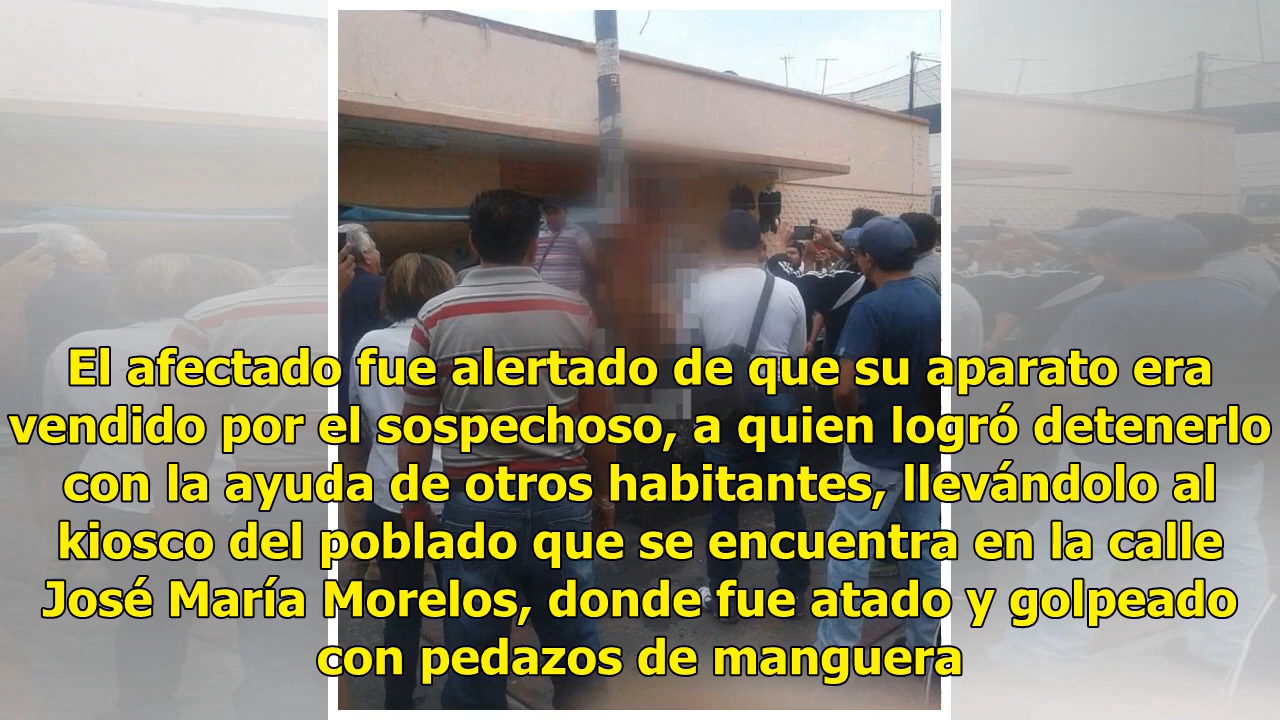 El afectado fue alertado de que su aparato era
vendido por el sospechoso, a quien logró detenerlo
con la ayuda de otros habitantes, llevándolo al
kiosco del poblado que se encuentra en la calle
José María Morelos, donde fue atado y golpeado
con pedazos de manguera